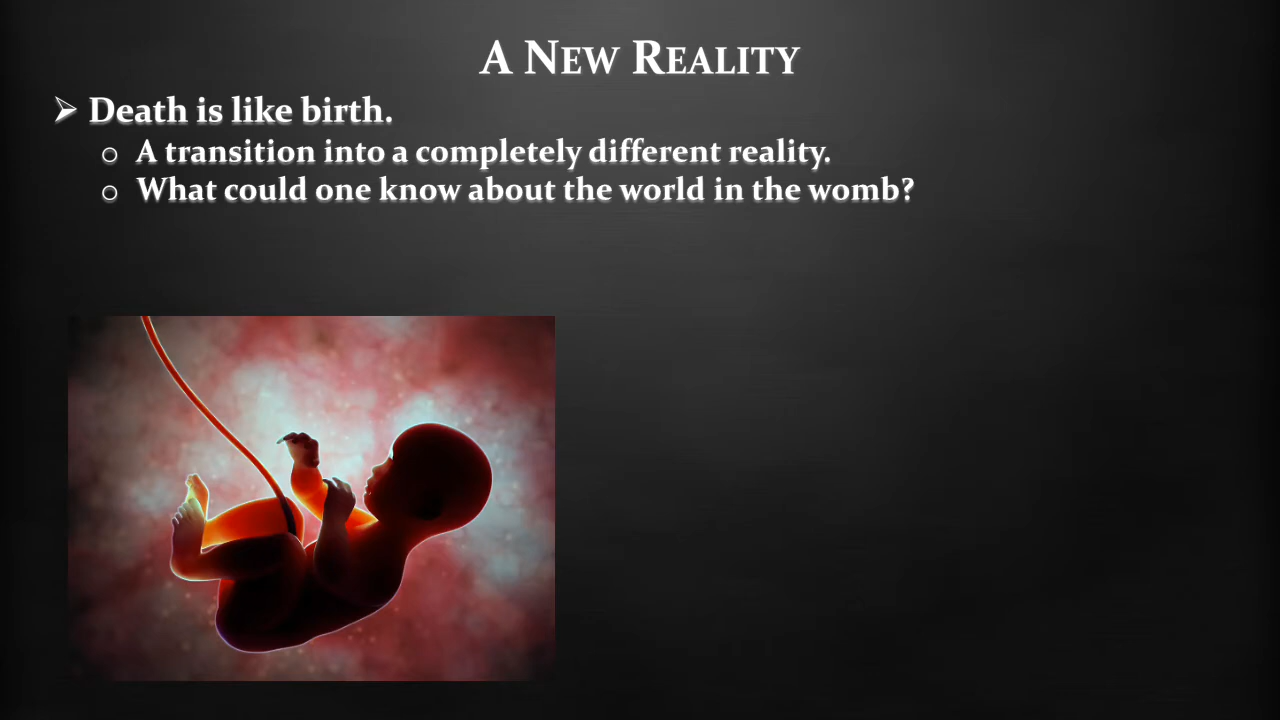 A New Reality
➢ Death is like birth.
o A transition into a completely different reality.
o What could one know about the world in the womb?